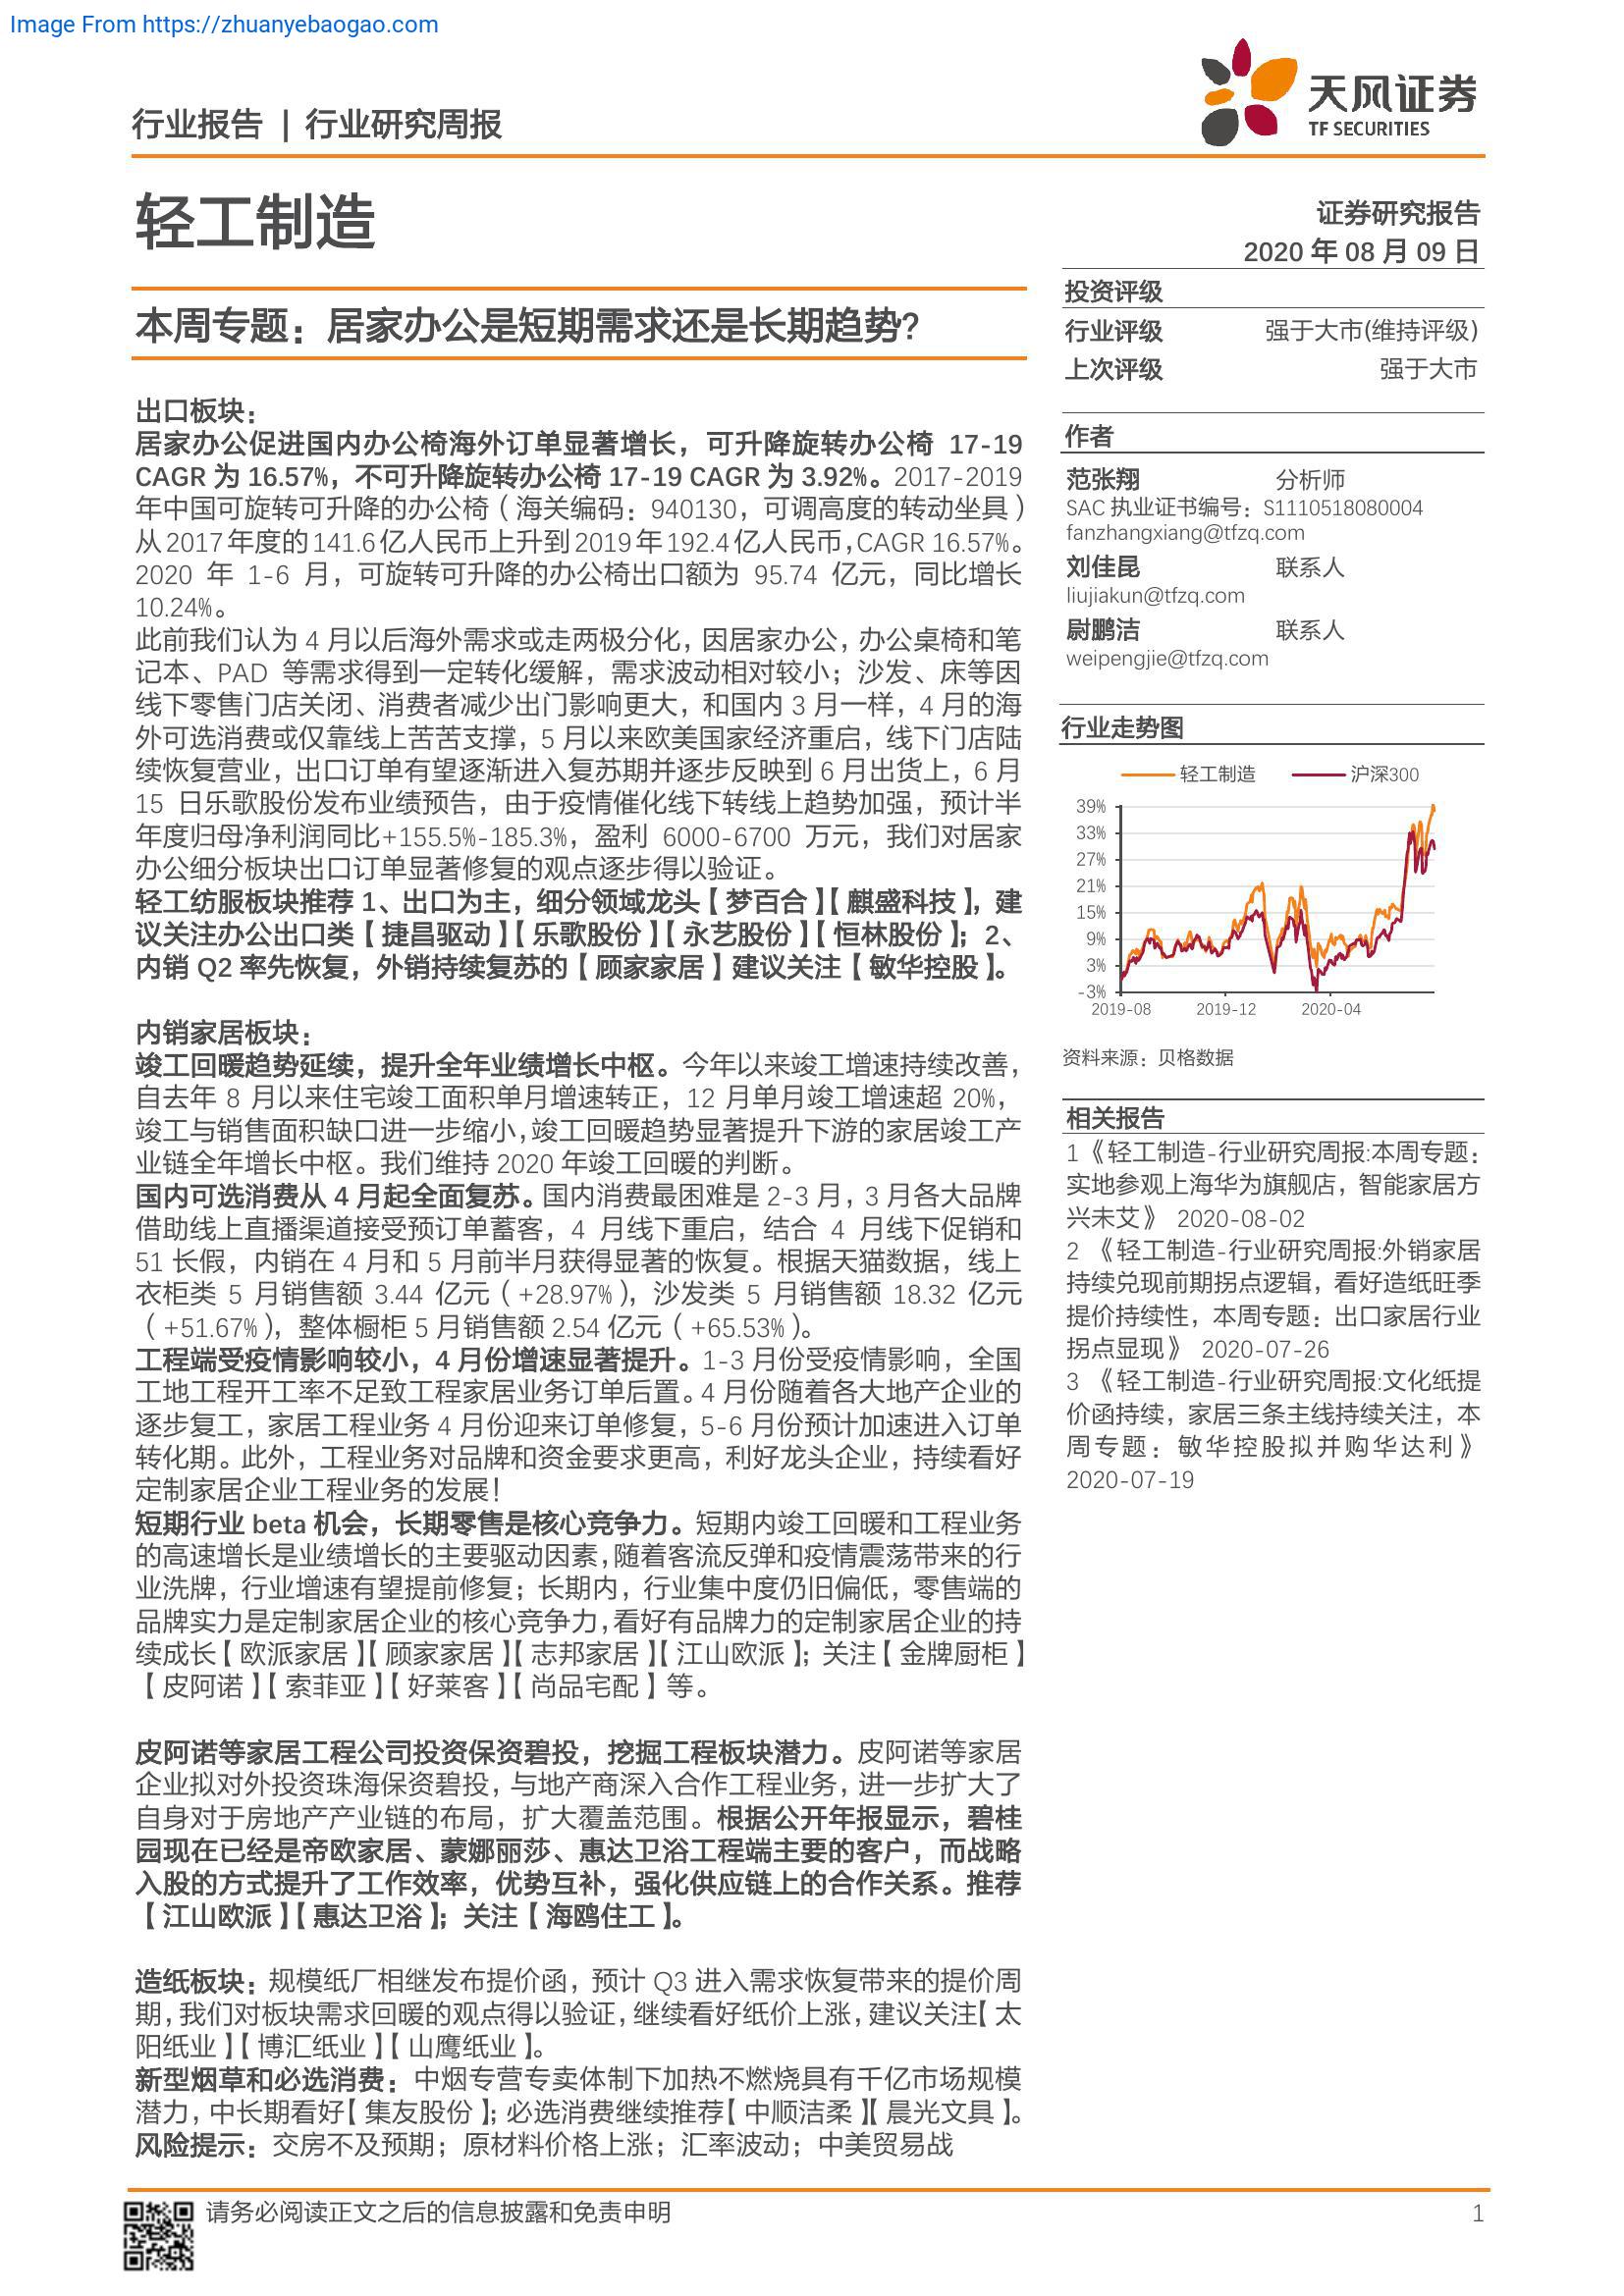 Image From https://zhuanyebaogao.com
行业报告 | 行业研究周报
天风证券
TF SECURITIES
轻工制造
证券研究报告
2020 年 08 月 09 日
本周专题：居家办公是短期需求还是长期趋势?
出口板块：
居家办公促进国内办公椅海外订单显著增长，可升降旋转办公椅 17-19
CAGR 为 16.57%，不可升降旋转办公椅 17-19 CAGR 为 3.92%。2017-2019
年中国可旋转可升降的办公椅（海关编码：940130，可调高度的转动坐具）
从 2017 年度的 141.6 亿人民币上升到 2019 年 192.4 亿人民币，CAGR 16.57%。
2020 年 1-6 月，可旋转可升降的办公椅出口额为 95.74 亿元，同比增长
10.24%。
此前我们认为 4 月以后海外需求或走两极分化，因居家办公，办公桌椅和笔
记本、PAD 等需求得到一定转化缓解，需求波动相对较小；沙发、床等因
线下零售门店关闭、消费者减少出门影响更大，和国内 3 月一样，4 月的海
外可选消费或仅靠线上苦苦支撑，5 月以来欧美国家经济重启，线下门店陆
续恢复营业，出口订单有望逐渐进入复苏期并逐步反映到 6 月出货上，6 月
15 日乐歌股份发布业绩预告，由于疫情催化线下转线上趋势加强，预计半
年度归母净利润同比+155.5%-185.3%，盈利 6000-6700 万元，我们对居家
办公细分板块出口订单显著修复的观点逐步得以验证。
轻工纺服板块推荐 1、出口为主，细分领域龙头【梦百合】【麒盛科技】，建
议关注办公出口类【捷昌驱动】【乐歌股份】【永艺股份】【恒林股份】；2、
内销 Q2 率先恢复，外销持续复苏的【顾家家居】建议关注【敏华控股】。
内销家居板块：
竣工回暖趋势延续，提升全年业绩增长中枢。今年以来竣工增速持续改善，
自去年 8 月以来住宅竣工面积单月增速转正，12 月单月竣工增速超 20%，
竣工与销售面积缺口进一步缩小，竣工回暖趋势显著提升下游的家居竣工产
业链全年增长中枢。我们维持 2020 年竣工回暖的判断。
国内可选消费从 4 月起全面复苏。国内消费最困难是 2-3 月，3 月各大品牌
借助线上直播渠道接受预订单蓄客，4 月线下重启，结合 4 月线下促销和
51 长假，内销在 4 月和 5 月前半月获得显著的恢复。根据天猫数据，线上
衣柜类 5 月销售额 3.44 亿元（+28.97%），沙发类 5 月销售额 18.32 亿元
（+51.67%），整体橱柜 5 月销售额 2.54 亿元（+65.53%）。
工程端受疫情影响较小，4 月份增速显著提升。1-3 月份受疫情影响，全国
工地工程开工率不足致工程家居业务订单后置。4 月份随着各大地产企业的
逐步复工，家居工程业务 4 月份迎来订单修复，5-6 月份预计加速进入订单
转化期。此外，工程业务对品牌和资金要求更高，利好龙头企业，持续看好
定制家居企业工程业务的发展！
短期行业 beta 机会，长期零售是核心竞争力。短期内竣工回暖和工程业务
的高速增长是业绩增长的主要驱动因素，随着客流反弹和疫情震荡带来的行
业洗牌，行业增速有望提前修复；长期内，行业集中度仍旧偏低，零售端的
品牌实力是定制家居企业的核心竞争力，看好有品牌力的定制家居企业的持
续成长【欧派家居】【顾家家居】【志邦家居】【江山欧派】；关注【金牌厨柜】
【皮阿诺】【索菲亚】【好莱客】【尚品宅配】等。
皮阿诺等家居工程公司投资保资碧投，挖掘工程板块潜力。皮阿诺等家居
企业拟对外投资珠海保资碧投，与地产商深入合作工程业务，进一步扩大了
自身对于房地产产业链的布局，扩大覆盖范围。根据公开年报显示，碧桂
园现在已经是帝欧家居、蒙娜丽莎、惠达卫浴工程端主要的客户，而战略
入股的方式提升了工作效率，优势互补，强化供应链上的合作关系。推荐
【江山欧派】【惠达卫浴】；关注【海鸥住工】。
造纸板块：规模纸厂相继发布提价函，预计 Q3 进入需求恢复带来的提价周
期，我们对板块需求回暖的观点得以验证，继续看好纸价上涨，建议关注【太
阳纸业】【博汇纸业】【山鹰纸业】。
新型烟草和必选消费：中烟专营专卖体制下加热不燃烧具有千亿市场规模
潜力，中长期看好【集友股份】；必选消费继续推荐【中顺洁柔】【晨光文具】。
风险提示：交房不及预期；原材料价格上涨；汇率波动；中美贸易战
投资评级
行业评级 强于大市(维持评级)
上次评级 强于大市
作者
范张翔 分析师
SAC 执业证书编号：S1110518080004
fanzhangxiang@tfzq.com
刘佳昆 联系人
liujiakun@tfzq.com
尉鹏洁 联系人
weipengjie@tfzq.com
行业走势图
轻工制造 沪深300
39%
33%
27%
21%
15%
9%
3%
-3%
2019-08 2019-12 2020-04
资料来源：贝格数据
相关报告
1 《轻工制造-行业研究周报:本周专题：
实地参观上海华为旗舰店，智能家居方
兴未艾》 2020-08-02
2 《轻工制造-行业研究周报:外销家居
持续兑现前期拐点逻辑，看好造纸旺季
提价持续性，本周专题：出口家居行业
拐点显现》 2020-07-26
3 《轻工制造-行业研究周报:文化纸提
价函持续，家居三条主线持续关注，本
周专题：敏华控股拟并购华达利》
2020-07-19
请务必阅读正文之后的信息披露和免责申明 1